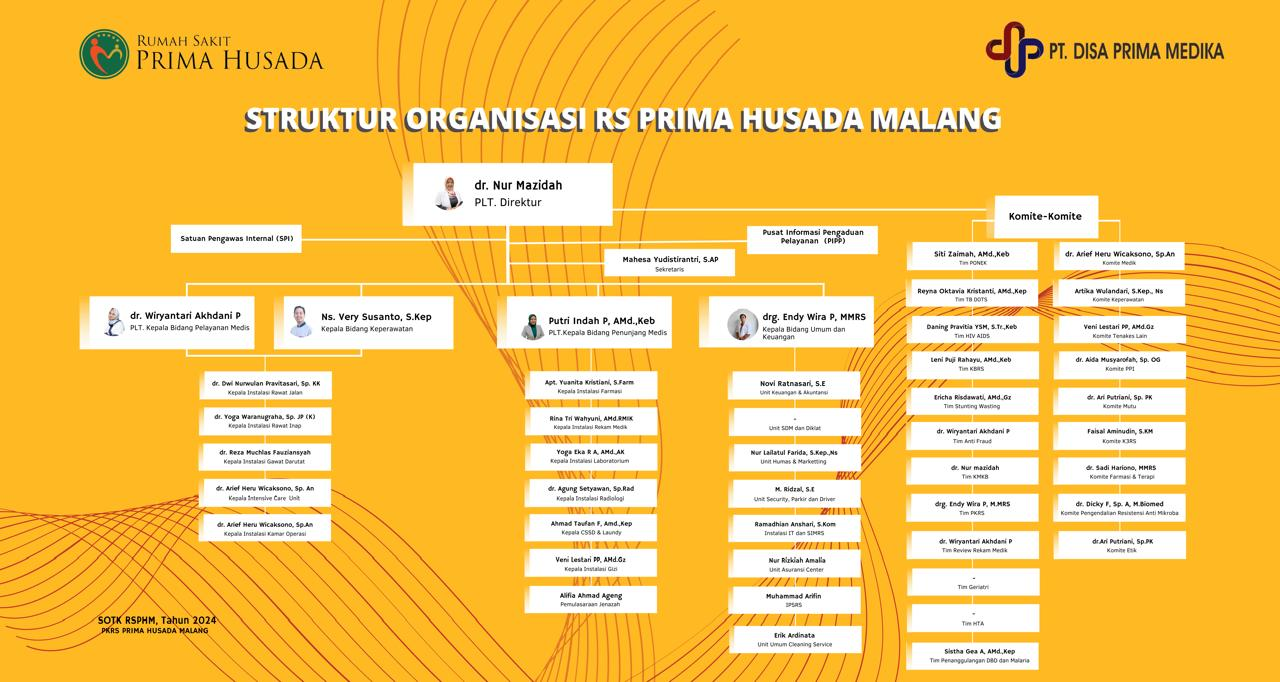 RUMAH SAKIT
PRIMA HUSADA
PT. DISA PRIMA MEDIKA
STRUKTUR ORGANISASI RS PRIMA HUSADA MALANG
dr. Nur Mazidah
PLT. Direktur
Komite-Komite
Satuan Pengawas Internal (SPI)
Pusat Informasi Pengaduan
Pelayanan (PIPP)
Mahesa Yudistirantri, S.AP
Sekretaris
dr. Wiryantari Akhdani P
PLT. Kepala Bidang Pelayanan Medis
Ns. Very Susanto, S.Kep
Kepala Bidang Keperawatan
Putri Indah P, AMd.,Keb
PLT.Kepala Bidang Penunjang Medis
drg. Endy Wira P, MMRS
Kepala Bidang Umum dan
Keuangan
dr. Dwi Nurwulan Pravitasari, Sp. KK
Kepala Instalasi Rawat Jalan
dr. Yoga Waranugraha, Sp. JP (K)
Kepala Instalasi Rawat Inap
dr. Reza Muchlas Fauziansyah
Kepala Instalasi Gawat Darutat
dr. Arief Heru Wicaksono, Sp. An
Kepala Intensive Care Unit
dr. Arief Heru Wicaksono, Sp.An
Kepala Instalasi Kamar Operasi
Apt. Yuanita Kristiani, S.Farm
Kepala Instalasi Farmasi
Rina Tri Wahyuni, AMd.RMIK
Kepala Instalasi Rekam Medik
Yoga Eka R A, AMd.,AK
Kepala Instalasi Laboratorium
dr. Agung Setyawan, Sp.Rad
Kepala Instalasi Radiologi
Ahmad Taufan F, Amd.,Kep
Kepala CSSD & Laundy
Veni Lestari PP, AMd.Gz
Kepala Instalasi Gizi
Alifia Ahmad Ageng
Pemulasaraan Jenazah
Novi Ratnasari, S.E
Unit Keuangan & Akuntansi
-
Unit SDM dan Diklat
Nur Lailatul Farida, S.Kep.,Ns
Unit Humas & Marketting
M. Ridzal, S.E
Unit Security, Parkir dan Driver
Ramadhian Anshari, S.Kom
Instalasi IT dan SIMRS
Nur Rizkiah Amalia
Unit Asuransi Center
Muhammad Arifin
IPSRS
Erik Ardinata
Unit Umum Cleaning Service
Siti Zaimah, AMd.,Keb
Tim PONEK
Reyna Oktavia Kristanti, AMd.,Kep
Tim TB DOTS
Daning Pravitia YSM, S.Tr.,Keb
Tim HIV AIDS
Leni Puji Rahayu, AMd.,Keb
Tim KBRS
Ericha Risdawati, AMd.,Gz
Tim Stunting Wasting
dr. Wiryantari Akhdani P
Tim Anti Fraud
dr. Nur mazidah
Tim KMKB
drg. Endy Wira P, M.MRS
Tim PKRS
dr. Wiryantari Akhdani P
Tim Review Rekam Medik
-
Tim Geriatri
-
Tim HTA
Sistha Gea A, AMd.,Kep
Tim Penanggulangan DBD dan Malaria
dr. Arief Heru Wicaksono, Sp.An
Komite Medik
Artika Wulandari, S.Kep., Ns
Komite Keperawatan
Veni Lestari PP, AMd.Gz
Komite Tenakes Lain
dr. Aida Musyarofah, Sp. OG
Komite PPI
dr. Ari Putriani, Sp. PK
Komite Mutu
Faisal Aminudin, S.KM
Komite K3RS
dr. Sadi Hariono, MMRS
Komite Farmasi & Terapi
dr. Dicky F, Sp. A, M.Biomed
Komite Pengendalian Resistensi Anti Mikroba
dr.Ari Putriani, Sp.PK
Komite Etik
SOTK RSPHM, Tahun 2024
PKRS PRIMA HUSADA MALANG